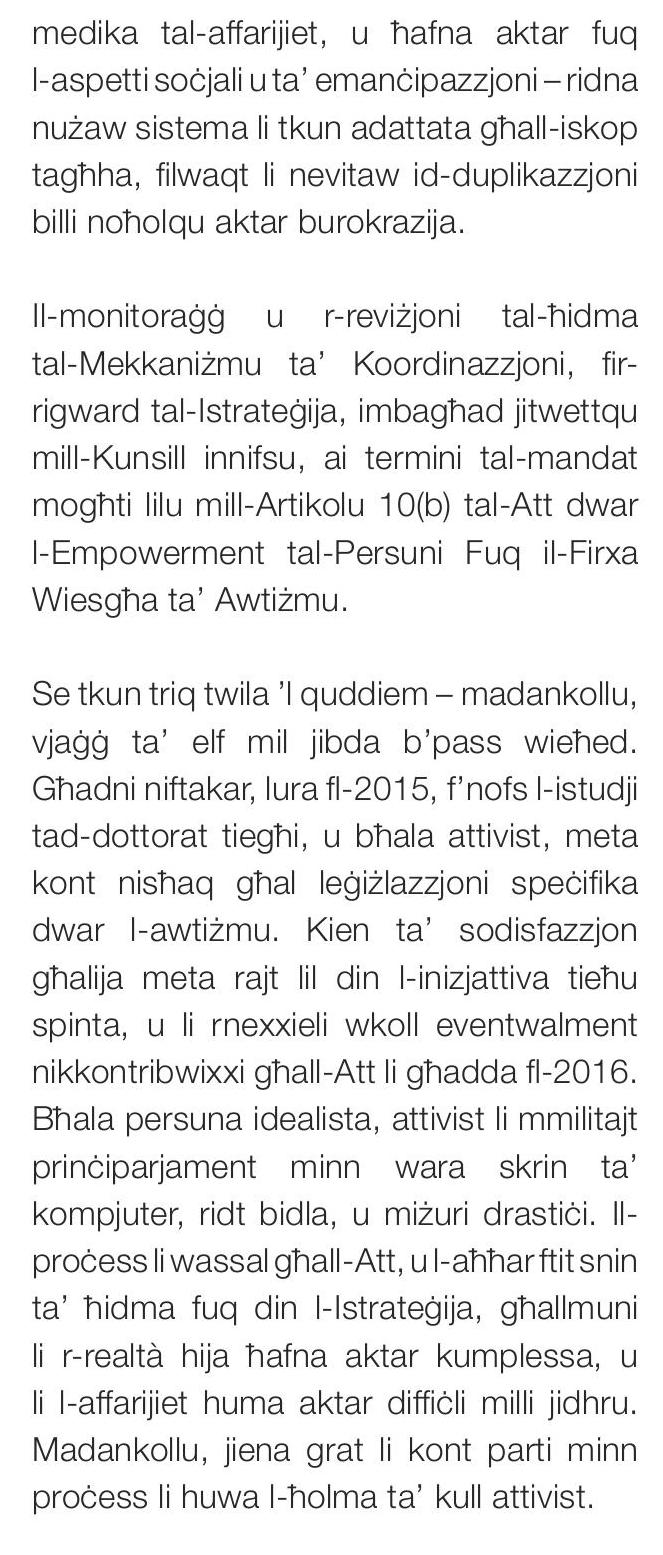 medika tal-affarijiet, u ħafna aktar fuq
l-aspetti soċjali u ta’ emanċipazzjoni – ridna
nużaw sistema li tkun adattata għall-iskop
tagħha, filwaqt li nevitaw id-duplikazzjoni
billi noħolqu aktar burokrazija.

Il-monitoraġġ u r-reviżjoni tal-ħidma
tal-Mekkaniżmu ta’ Koordinazzjoni, fir-
rigward tal-Istrateġija, imbagħad jitwettqu
mill-Kunsill innifsu, ai termini tal-mandat
mogħti lilu mill-Artikolu 10(b) tal-Att dwar
l-Empowerment tal-Persuni Fuq il-Firxa
Wiesgħa ta’ Awtiżmu.

Se tkun triq twila ’l quddiem – madankollu,
vjaġġ ta’ elf mil jibda b’pass wieħed.
Għadni niftakar, lura fl-2015, f’nofs l-istudji
tad-dottorat tiegħi, u bħala attivist, meta
kont nisħaq għal leġiżlazzjoni speċifika
dwar l-awtiżmu. Kien ta’ sodisfazzjon
għalija meta rajt lil din l-inizjattiva tieħu
spinta, u li rnexxieli wkoll eventwalment
nikkontribwixxi għall-Att li għadda fl-2016.
Bħala persuna idealista, attivist li mmilitajt
prinċiparjament minn wara skrin ta’
kompjuter, ridt bidla, u miżuri drastiċi. Il-
proċess li wassal għall-Att, u l-aħħar ftit snin
ta’ ħidma fuq din l-Istrateġija, għallmuni
li r-realtà hija ħafna aktar kumplessa, u
li l-affarijiet huma aktar diffiċli milli jidhru.
Madankollu, jiena grat li kont parti minn
proċess li huwa l-ħolma ta’ kull attivist.